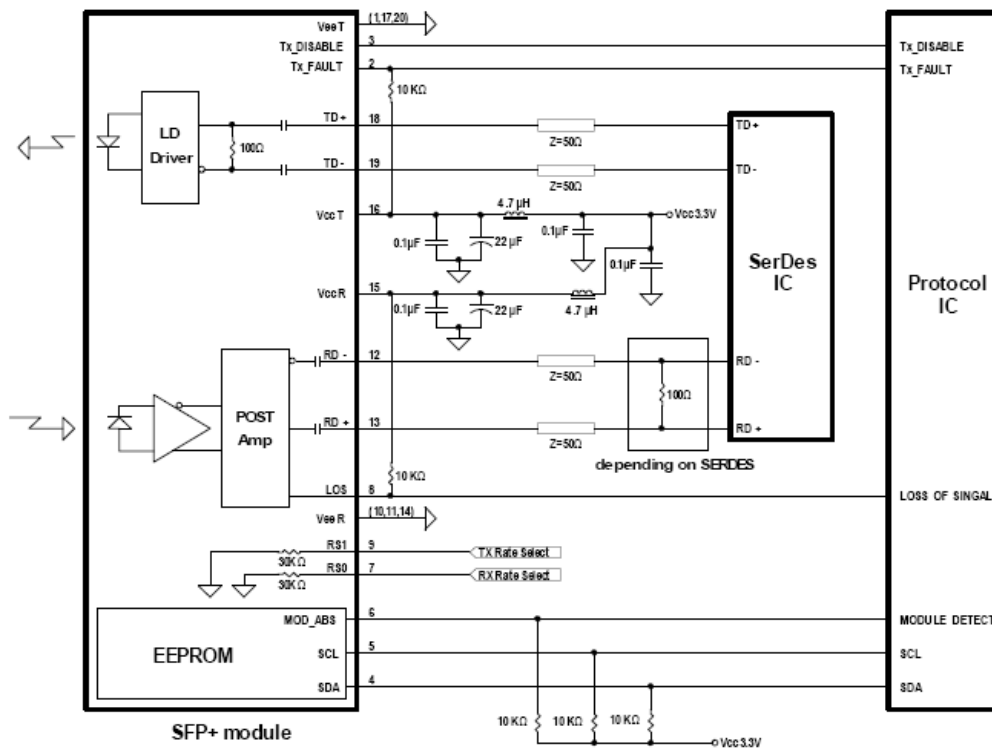 VeeT
(1,17,20)
Tx_DISABLE
3
Tx_DISABLE
Tx_FAULT
2
Tx_FAULT
10 KΩ
LD
Driver
100Ω
TD+
18
Z=50Ω
TD+
TD-
19
Z=50Ω
TD-
VccT
16
4.7 µH
Vcc3.3V
0.1µF
22 µF
0.1µF
0.1µF
SerDes
IC
Protocol
IC
VccR
15
0.1µF
22 µF
4.7 µH
RD -
12
Z=50Ω
RD -
100Ω
POST
Amp
RD +
13
Z=50Ω
RD +
depending on SERDES
10 KΩ
LOS
8
LOSS OF SINGAL
VeeR
(10,11,14)
RS1
9
TX Rate Select
30KΩ
RS0
7
RX Rate Select
30KΩ
EEPROM
MOD_ABS
6
MODULE DETECT
SCL
5
SCL
SDA
4
SDA
10 KΩ
10 KΩ
10 KΩ
Vcc3.3V
SFP+ module